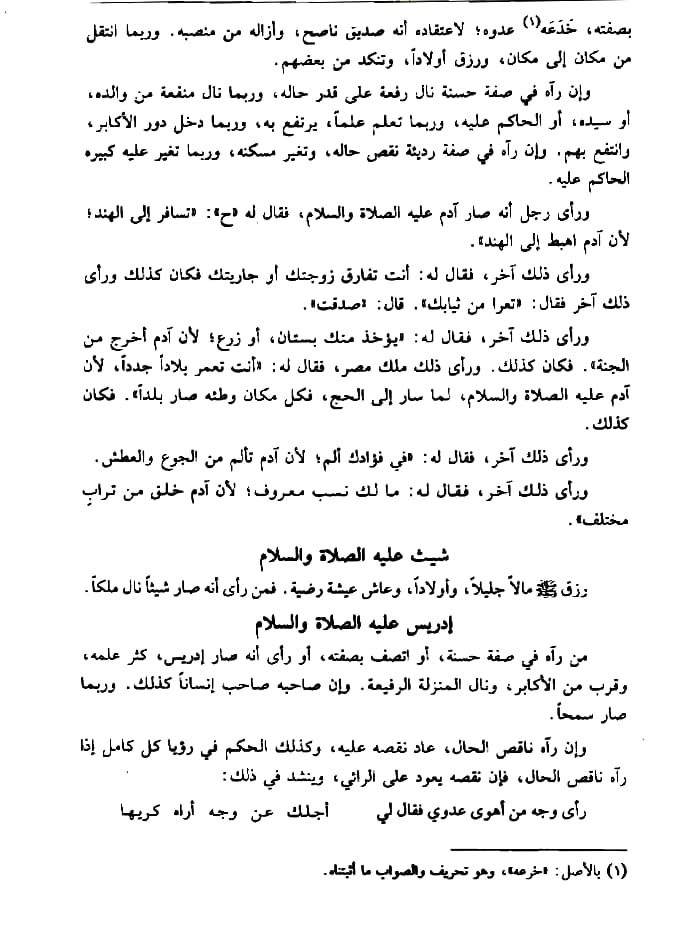 بصفته، خَدَعَه(١) عدوه؛ لاعتقاده أنه صديق ناصح، وأزاله من منصبه. وربما انتقل
من مكان إلى مكان، ورزق أولاداً، وتنكد من بعضهم.
وإن رآه في صفة حسنة نال رفعة على قدر حاله، وربما نال منفعة من والده،
أو سيده، أو الحاكم عليه، وربما تعلم علماً، يرتفع به، وربما دخل دور الأكابر،
وانتفع بهم. وإن رآه في صفة رديئة نقص حاله، وتغير مسكنه، وربما تغير عليه كبيره
الحاكم عليه.
ورأى رجل أنه صار آدم عليه الصلاة والسلام، فقال له «ح»: «تسافر إلى الهند؛
لأن آدم اهبط إلى الهند».
ورأى ذلك آخر، فقال له: أنت تفارق زوجتك أو جاريتك فكان كذلك ورأى
ذلك آخر فقال: «تعرا من ثيابك». قال: «صدقت».
ورأى ذلك آخر، فقال له: «يؤخذ منك بستان، أو زرع؛ لأن آدم أخرج من
الجنة». فكان كذلك. ورأى ذلك ملك مصر، فقال له: «أنت تعمر بلاداً جدداً، لأن
آدم عليه الصلاة والسلام، لما سار إلى الحج، فكل مكان وطئه صار بلداً». فكان
كذلك.
ورأى ذلك آخر، فقال له: «في فؤادك ألم؛ لأن آدم تألم من الجوع والعطش.
ورأى ذلك آخر، فقال له: ما لك نسب معروف؛ لأن آدم خلق من ترابٍ
مختلف».
شيث عليه الصلاة والسلام
رزق ﷺ مالاً جليلاً، وأولاداً، وعاش عيشة رضية. فمن رأى أنه صار شيثاً نال ملكاً.
إدريس عليه الصلاة والسلام
من رآه في صفة حسنة، أو اتصف بصفته، أو رأى أنه صار إدريس، كثر علمه،
وقرب من الأكابر، ونال المنزلة الرفيعة. وإن صاحبه صاحب إنساناً كذلك. وربما
صار سمحاً.
وإن رآه ناقص الحال، عاد نقصه عليه، وكذلك الحكم في رؤيا كل كامل إذا
رآه ناقص الحال، فإن نقصه يعود على الرائي، وينشد في ذلك:
رأى وجه من أهوى عدوي فقال لي أجلك عن وجه أراه كريها
(١) بالأصل: «خرعه»، وهو تحريف والصواب ما أثبتناه.